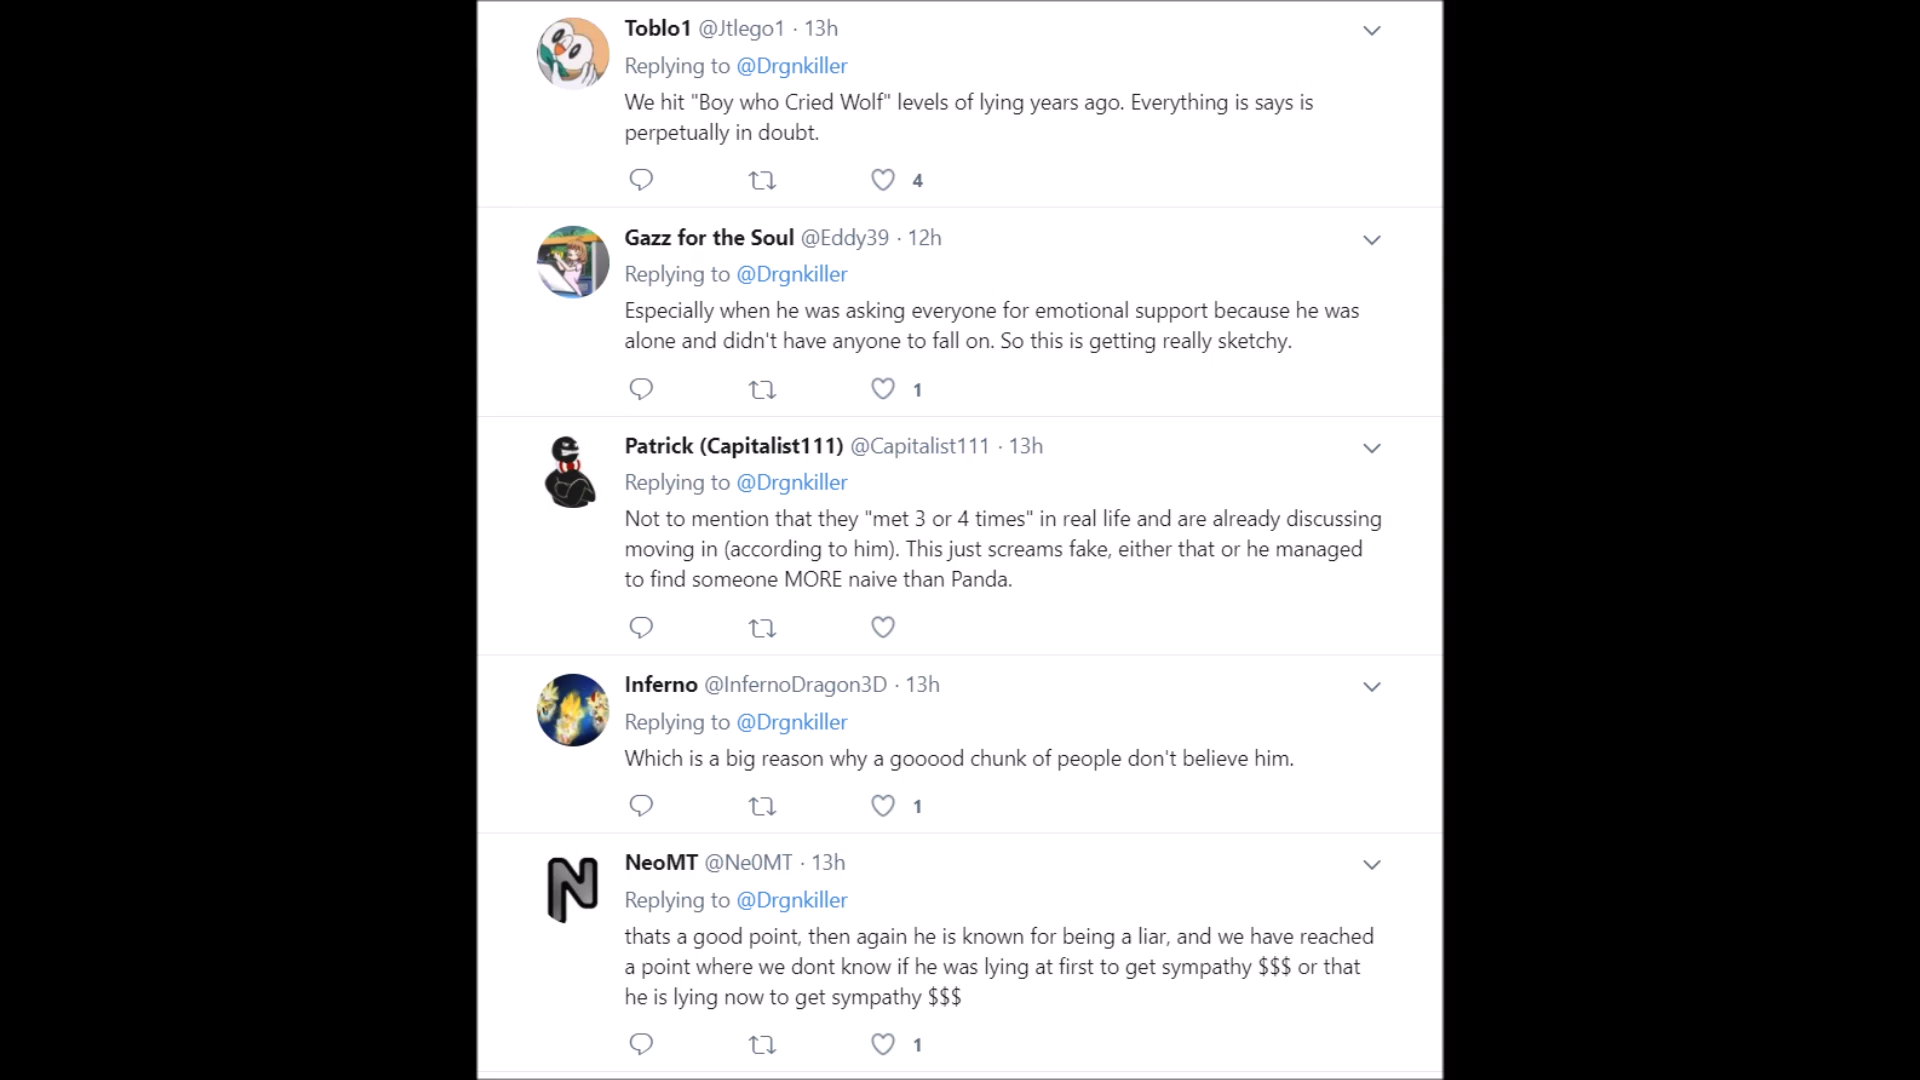 Toblo1 @Jtlego1 · 13h
Replying to @Drgnkiller
We hit "Boy who Cried Wolf" levels of lying years ago. Everything is says is
perpetually in doubt.
4
Gazz for the Soul @Eddy39 · 12h
Replying to @Drgnkiller
Especially when he was asking everyone for emotional support because he was
alone and didn't have anyone to fall on. So this is getting really sketchy.
1
Patrick (Capitalist111) @Capitalist111 · 13h
Replying to @Drgnkiller
Not to mention that they "met 3 or 4 times" in real life and are already discussing
moving in (according to him). This just screams fake, either that or he managed
to find someone MORE naive than Panda.
Inferno @InfernoDragon3D · 13h
Replying to @Drgnkiller
Which is a big reason why a gooood chunk of people don't believe him.
1
N
NeoMT @Ne0MT · 13h
Replying to @Drgnkiller
thats a good point, then again he is known for being a liar, and we have reached
a point where we dont know if he was lying at first to get sympathy $$$ or that
he is lying now to get sympathy $$$
1